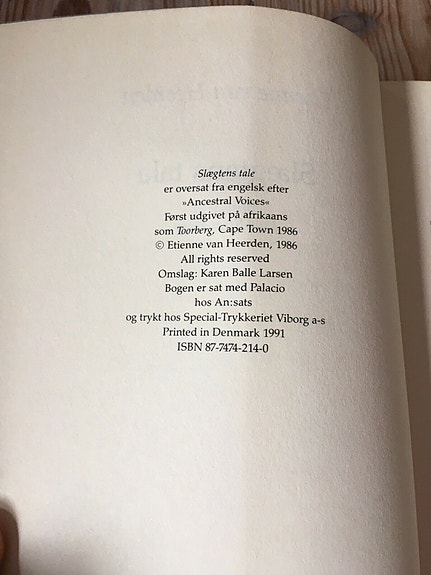 Slægtens tale
er oversat fra engelsk efter
»Ancestral Voices«
Først udgivet på afrikaans
som Toorberg, Cape Town 1986
© Etienne van Heerden, 1986
All rights reserved
Omslag: Karen Balle Larsen
Bogen er sat med Palacio
hos An:sats
og trykt hos Special-Trykkeriet Viborg a-s
Printed in Denmark 1991
ISBN 87-7474-214-0